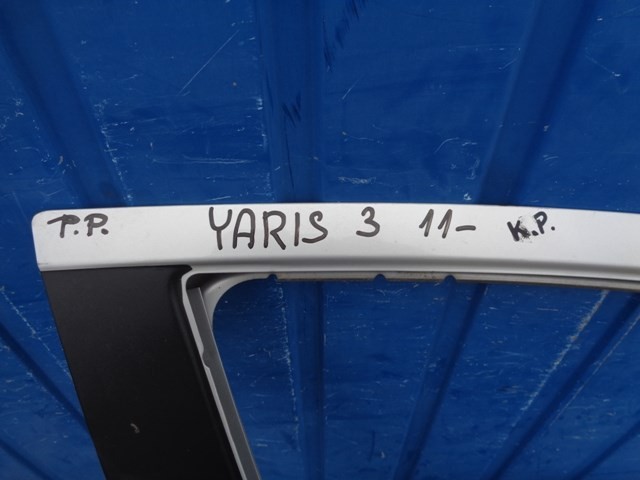 P.P. YARIS 3 11- K.P.